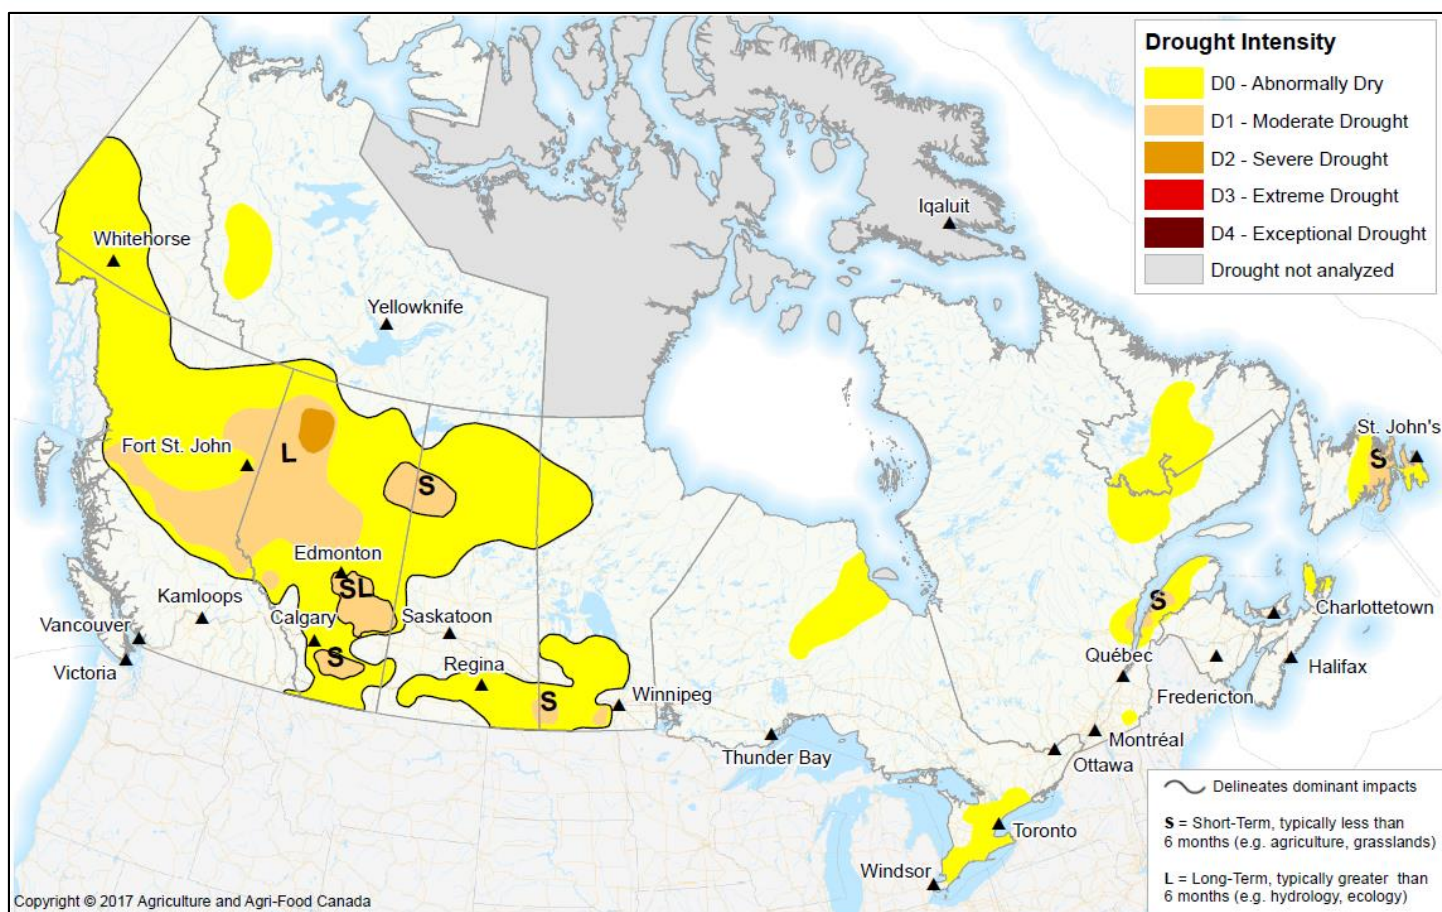 Drought Intensity
D0 - Abnormally Dry
D1 - Moderate Drought
D2 - Severe Drought
D3 - Extreme Drought
D4 - Exceptional Drought
Drought not analyzed
Iqaluit
Whitehorse
Yellowknife
Fort St. John
L
S
St. John's
S
Edmonton
SL
Kamloops
Calgary
Saskatoon
S
Charlottetown
Vancouver
Victoria
S
Regina
Québec
Halifax
S
Winnipeg
Fredericton
Montréal
Thunder Bay
Ottawa
Toronto
Windsor
Delineates dominant impacts
S = Short-Term, typically less than
6 months (e.g. agriculture, grasslands)
L = Long-Term, typically greater than
6 months (e.g. hydrology, ecology)
Copyright © 2017 Agriculture and Agri-Food Canada